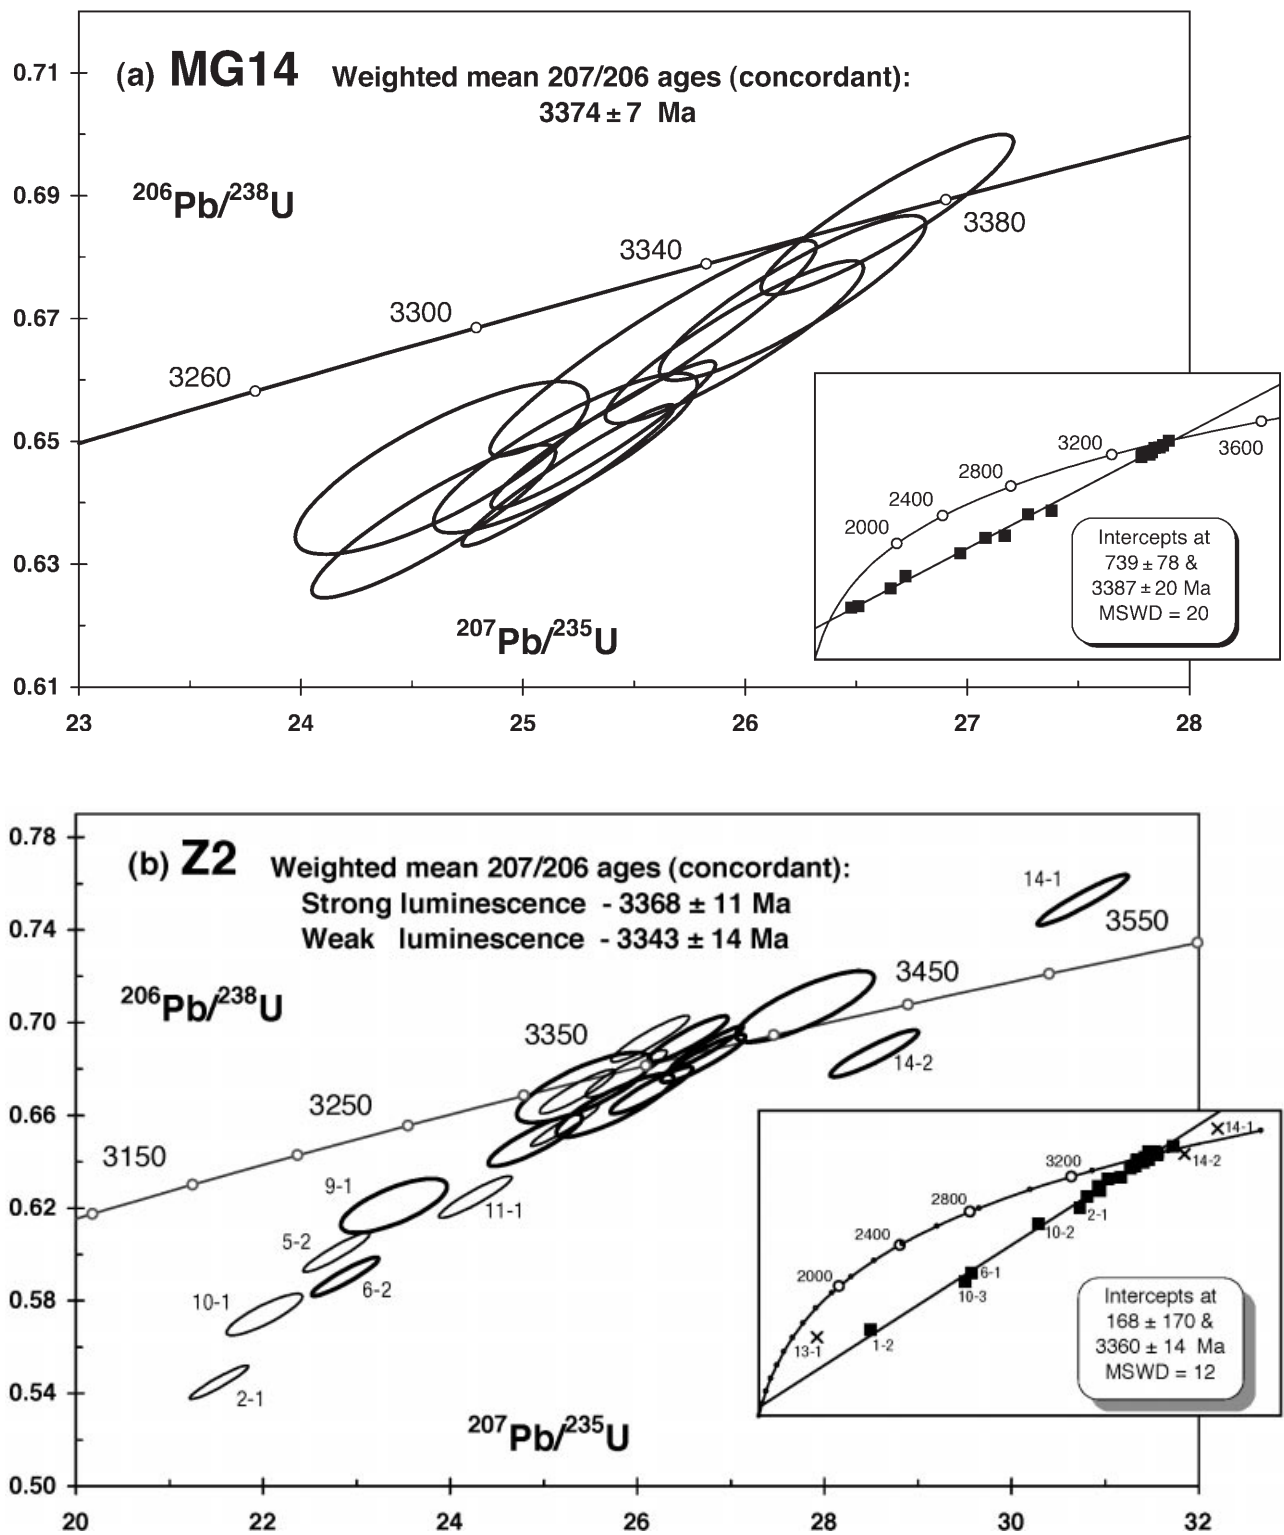 0.71
(a) MG14 Weighted mean 207/206 ages (concordant):
3374 ± 7 Ma
0.69
206Pb/238U
3380
3340
0.67
3300
3260
0.65
3200
3600
2800
2400
2000
Intercepts at
739 ± 78 &
3387 ± 20 Ma
MSWD = 20
0.63
207Pb/235U
0.61
23 24 25 26 27 28
0.78
(b) Z2 Weighted mean 207/206 ages (concordant):
Strong luminescence - 3368 ± 11 Ma
Weak luminescence - 3343 ± 14 Ma
14-1
3550
0.74
3450
206Pb/238U
0.70
3350
14-2
0.66
3250
3150
9-1
0.62
11-1
5-2
6-2
0.58
10-1
0.54
2-1
14-1
14-2
3200
2800
2-1
2400
10-2
2000
6-1
10-3
13-1
1-2
Intercepts at
168 ± 170 &
3360 ± 14 Ma
MSWD = 12
207Pb/235U
0.50
20 22 24 26 28 30 32